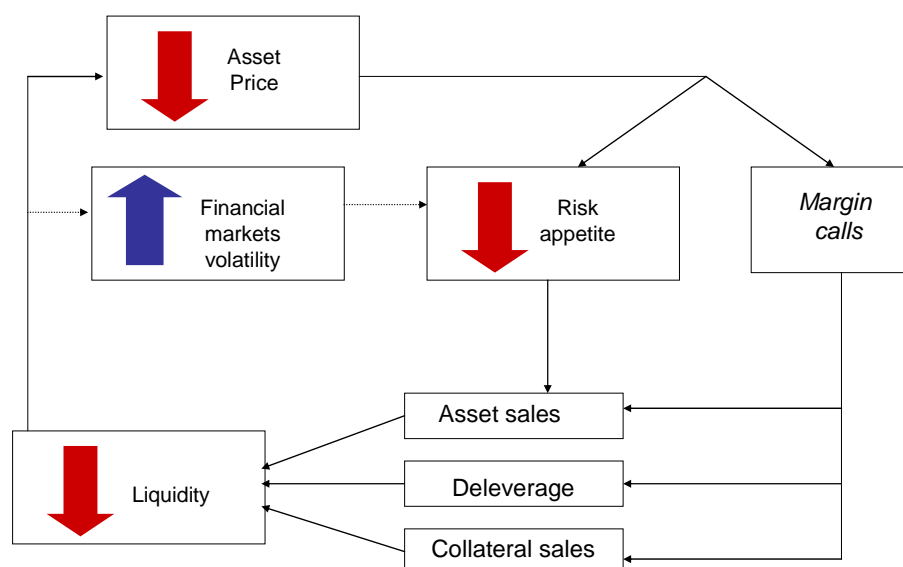 Asset
Price
Financial
markets
volatility
Risk
appetite
Margin
calls
Asset sales
Liquidity
Deleverage
Collateral sales